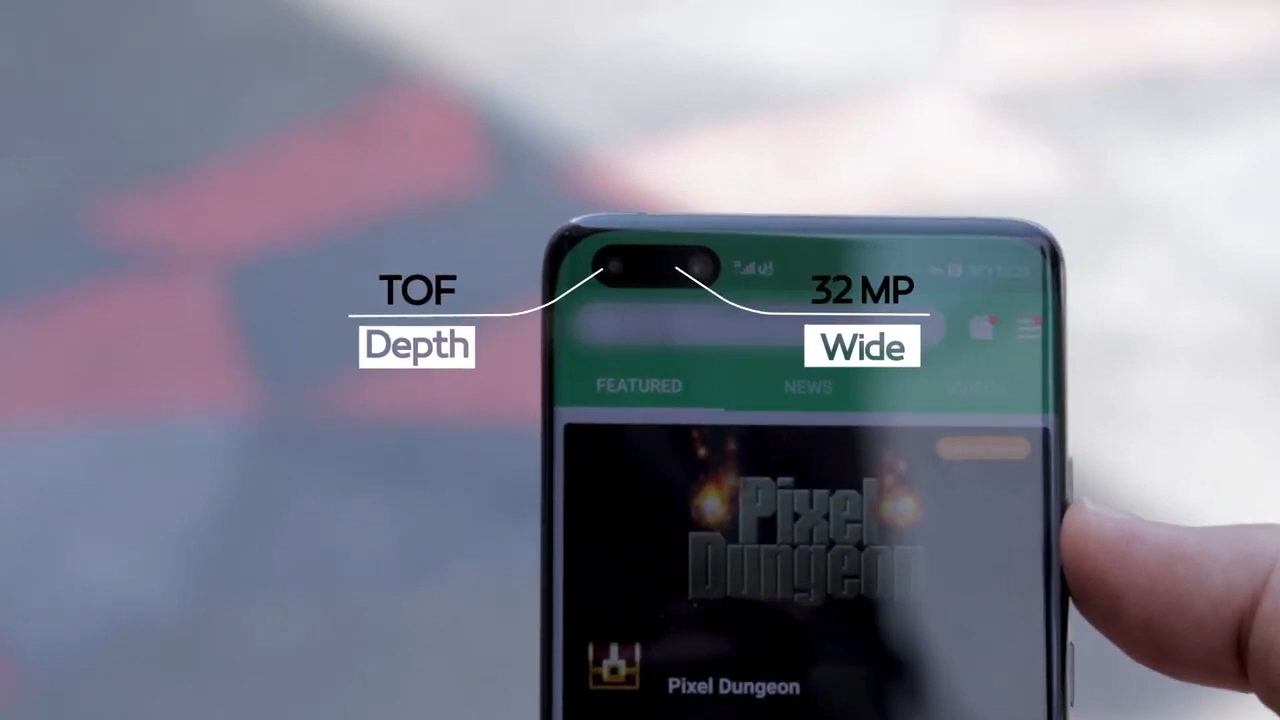 TOF
32 MP
Depth
Wide
FEATURED
NEWS
Pixel
Dungeon
Pixel Dungeon